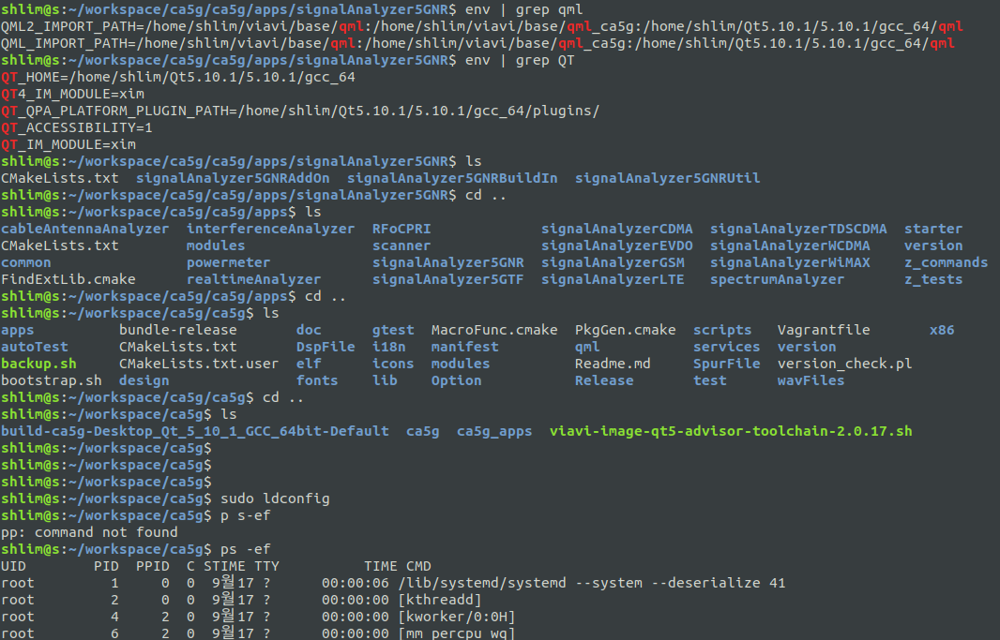 shlim@s:~/workspace/ca5g/ca5g/apps/signalAnalyzer5GNR$ env | grep qml
QML2_IMPORT_PATH=/home/shlim/viavi/base/qml:/home/shlim/viavi/base/qml_ca5g:/home/shlim/Qt5.10.1/5.10.1/gcc_64/qml
QML_IMPORT_PATH=/home/shlim/viavi/base/qml:/home/shlim/viavi/base/qml_ca5g:/home/shlim/Qt5.10.1/5.10.1/gcc_64/qml
shlim@s:~/workspace/ca5g/ca5g/apps/signalAnalyzer5GNR$ env | grep QT
QT_HOME=/home/shlim/Qt5.10.1/5.10.1/gcc_64
QT4_IM_MODULE=xim
QT_QPA_PLATFORM_PLUGIN_PATH=/home/shlim/Qt5.10.1/5.10.1/gcc_64/plugins/
QT_ACCESSIBILITY=1
QT_IM_MODULE=xim
shlim@s:~/workspace/ca5g/ca5g/apps/signalAnalyzer5GNR$ ls
CMakeLists.txt  signalAnalyzer5GNRAddOn  signalAnalyzer5GNRBuildIn  signalAnalyzer5GNRUtil
shlim@s:~/workspace/ca5g/ca5g/apps/signalAnalyzer5GNR$ cd ..
shlim@s:~/workspace/ca5g/ca5g/apps$ ls
cableAntennaAnalyzer  interferenceAnalyzer  RFoCPRI             signalAnalyzerCDMA  signalAnalyzerTDSCDMA  starter
CMakeLists.txt        modules               scanner             signalAnalyzerEVDO  signalAnalyzerWCDMA    version
common                powermeter            signalAnalyzer5GNR  signalAnalyzerGSM   signalAnalyzerWiMAX    z_commands
FindExtLib.cmake      realtimeAnalyzer      signalAnalyzer5GTF  signalAnalyzerLTE   spectrumAnalyzer       z_tests
shlim@s:~/workspace/ca5g/ca5g/apps$ cd ..
shlim@s:~/workspace/ca5g/ca5g$ ls
apps          bundle-release       doc      gtest  MacroFunc.cmake  PkgGen.cmake  scripts   Vagrantfile       x86
autoTest      CMakeLists.txt       DspFile  i18n   manifest         qml           services  version
backup.sh     CMakeLists.txt.user  elf      icons  modules          Readme.md     SpurFile  version_check.pl
bootstrap.sh  design               fonts    lib    Option           Release       test      wavFiles
shlim@s:~/workspace/ca5g/ca5g$ cd ..
shlim@s:~/workspace/ca5g$ ls
build-ca5g-Desktop_Qt_5_10_1_GCC_64bit-Default  ca5g  ca5g_apps  viavi-image-qt5-advisor-toolchain-2.0.17.sh
shlim@s:~/workspace/ca5g$
shlim@s:~/workspace/ca5g$
shlim@s:~/workspace/ca5g$
shlim@s:~/workspace/ca5g$ sudo ldconfig
shlim@s:~/workspace/ca5g$ p s-ef
pp: command not found
shlim@s:~/workspace/ca5g$ ps -ef
UID        PID  PPID  C STIME TTY          TIME CMD
root         1     0  0  9월17 ?      00:00:06 /lib/systemd/systemd --system --deserialize 41
root         2     0  0  9월17 ?      00:00:00 [kthreadd]
root         4     2  0  9월17 ?      00:00:00 [kworker/0:0H]
root         6     2  0  9월17 ?      00:00:00 [mm_percpu_wq]